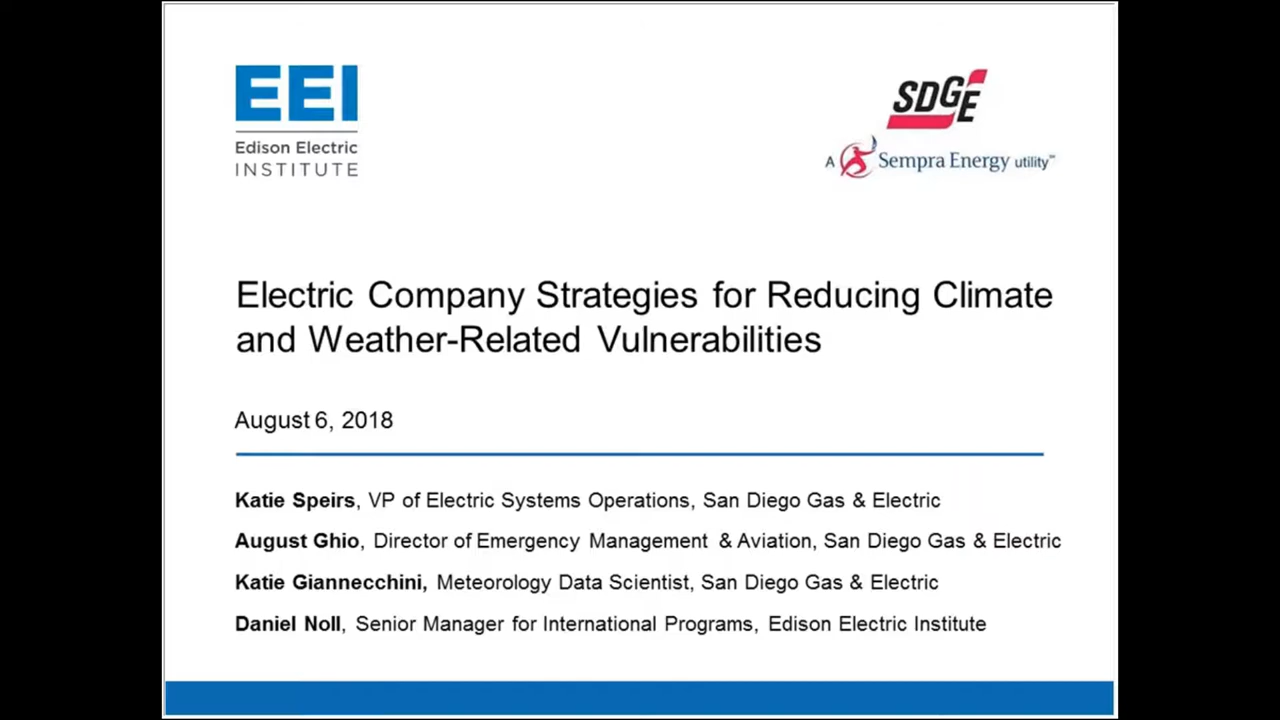 EEI
Edison Electric
INSTITUTE
SDGE
A Sempra Energy utility™
Electric Company Strategies for Reducing Climate
and Weather-Related Vulnerabilities
August 6, 2018
Katie Speirs, VP of Electric Systems Operations, San Diego Gas & Electric
August Ghio, Director of Emergency Management & Aviation, San Diego Gas & Electric
Katie Giannecchini, Meteorology Data Scientist, San Diego Gas & Electric
Daniel Noll, Senior Manager for International Programs, Edison Electric Institute